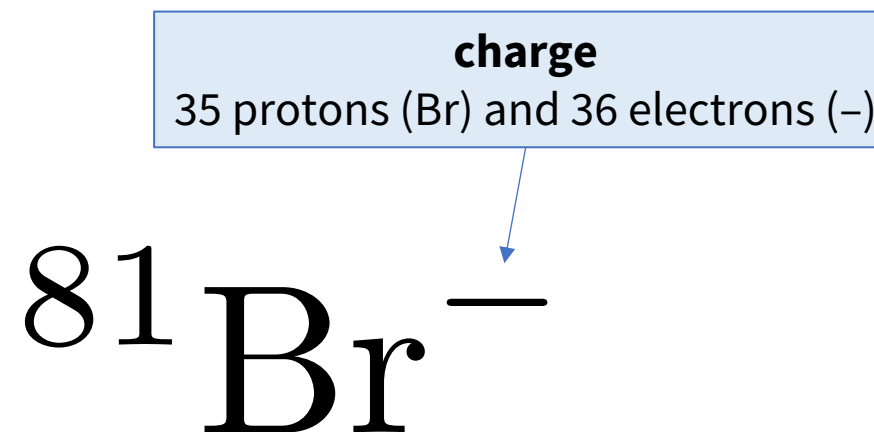 charge
35 protons (Br) and 36 electrons (–)
⁸¹Br⁻